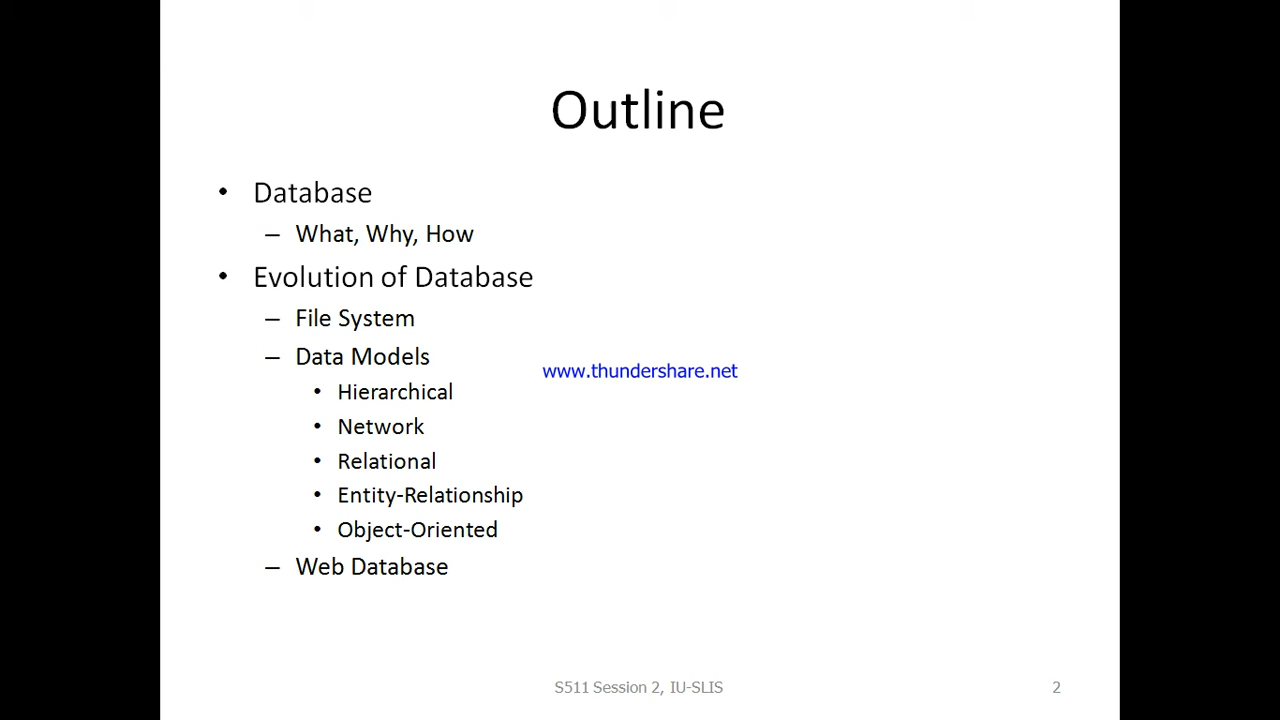 Outline
• Database
– What, Why, How
• Evolution of Database
– File System
– Data Models
www.thundershare.net
• Hierarchical
• Network
• Relational
• Entity-Relationship
• Object-Oriented
– Web Database
S511 Session 2, IU-SLIS
2